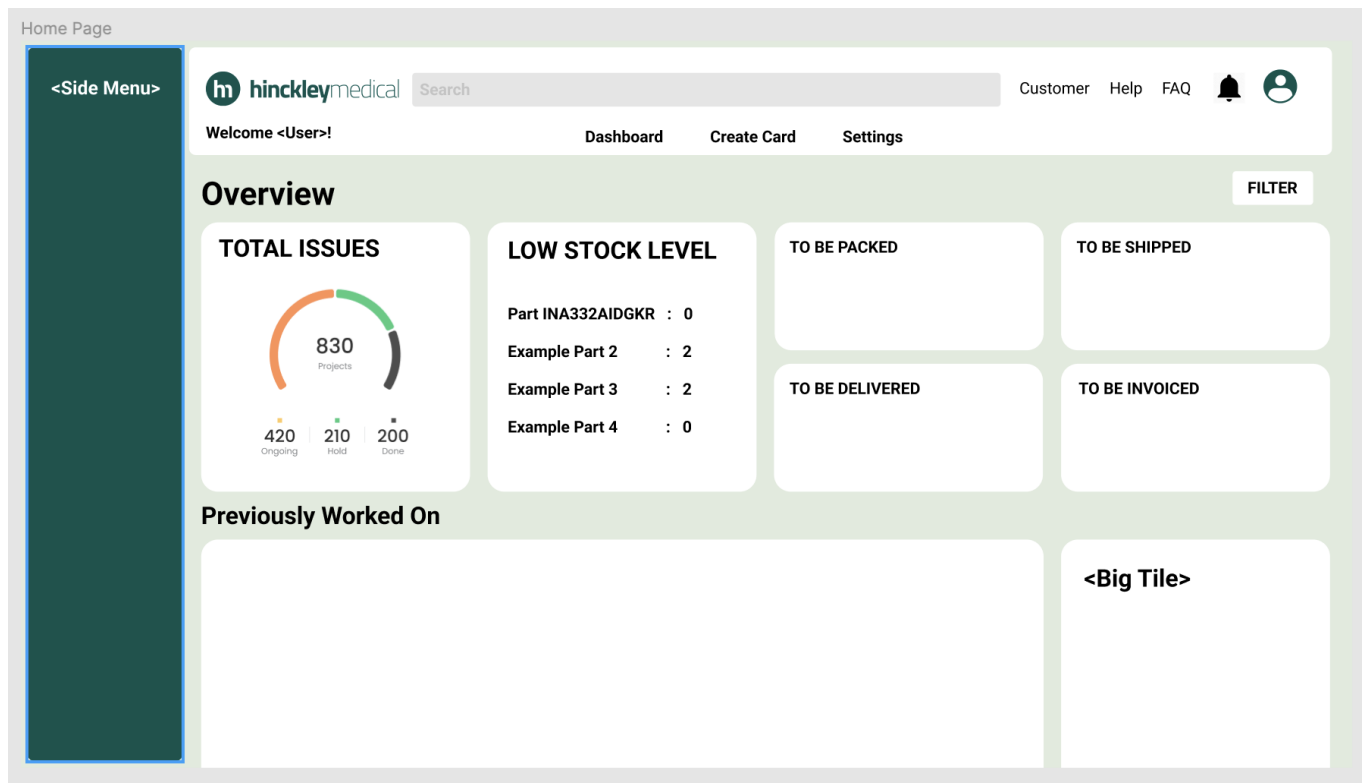 Home Page
<Side Menu>
hm hinckleymedical
Search
Customer Help FAQ
Welcome <User>!
Dashboard Create Card Settings
Overview
FILTER
TOTAL ISSUES
830
Projects
420 210 200
Ongoing Hold Done
LOW STOCK LEVEL
Part INA332AIDGKR : 0
Example Part 2 : 2
Example Part 3 : 2
Example Part 4 : 0
TO BE PACKED
TO BE SHIPPED
TO BE DELIVERED
TO BE INVOICED
Previously Worked On
<Big Tile>